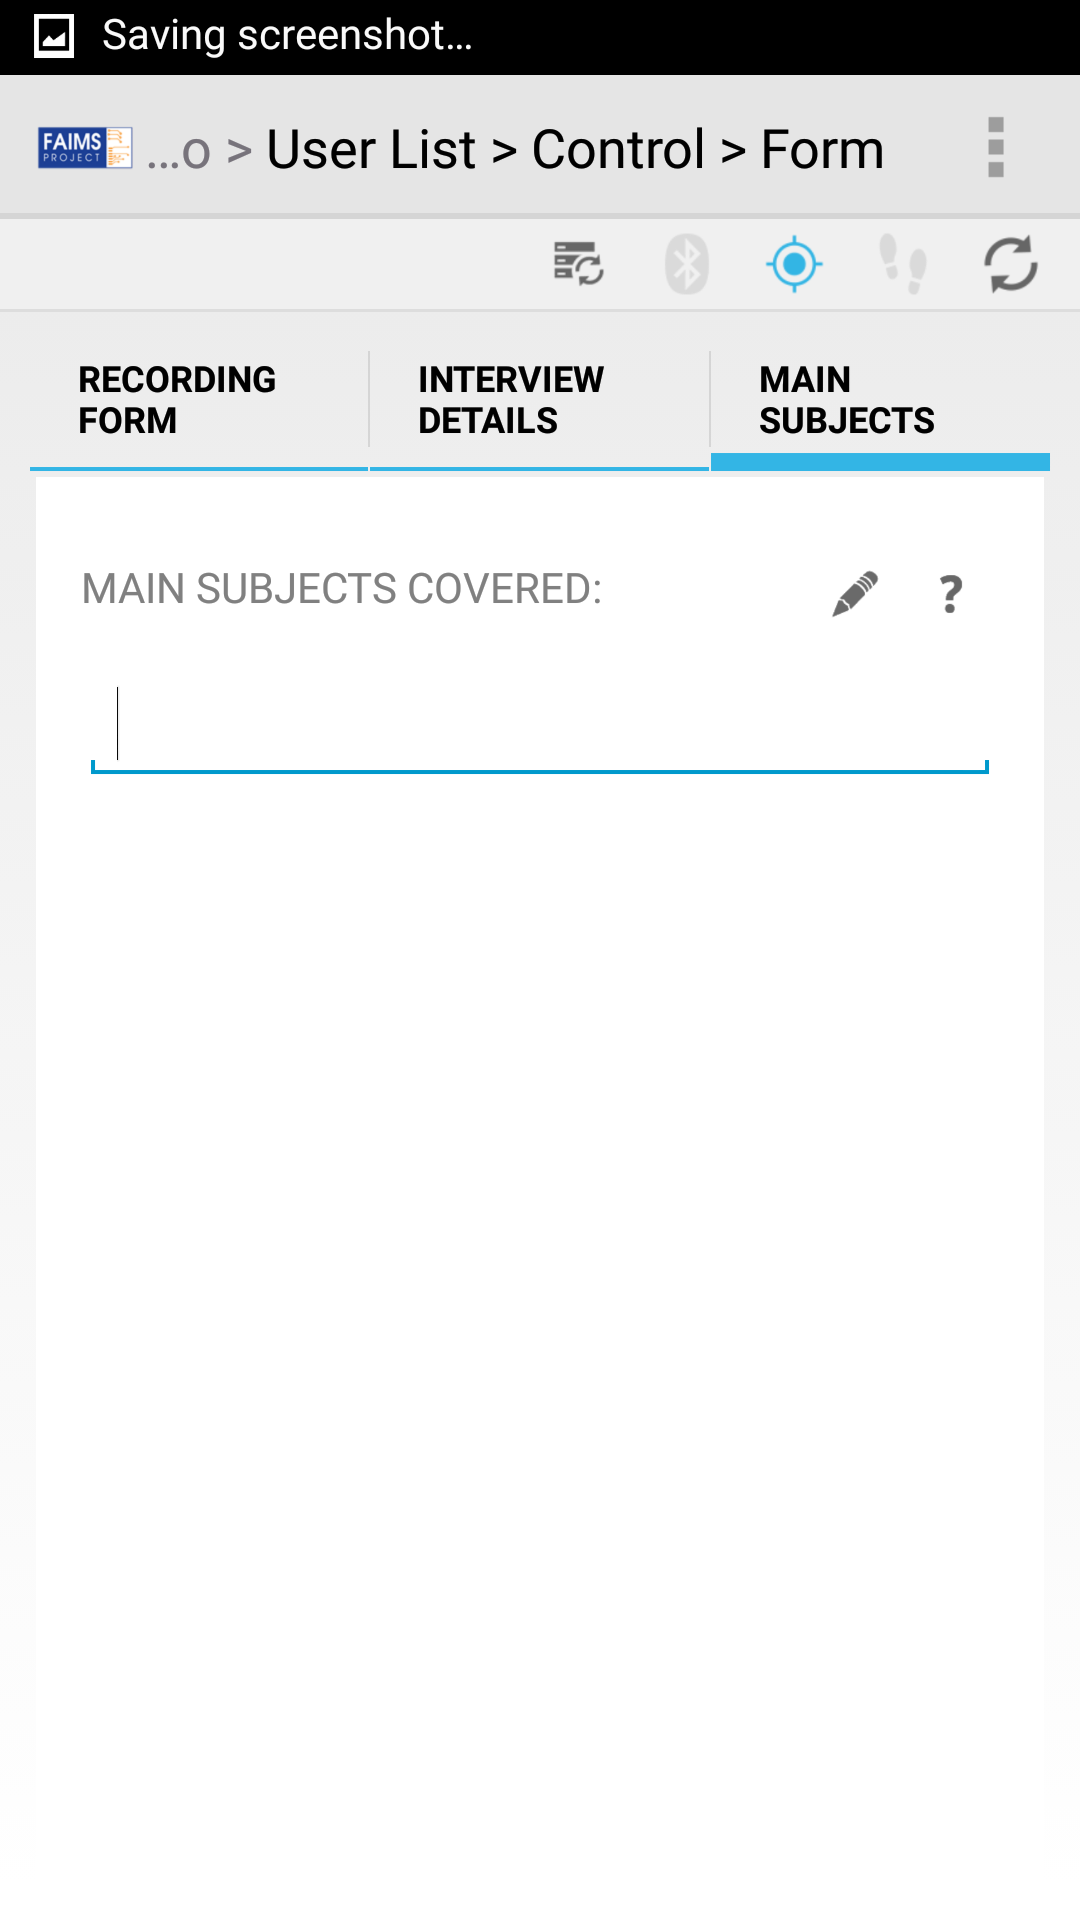 Saving screenshot...
FAIMS
PROJECT
...o > User List > Control > Form
RECORDING
FORM
INTERVIEW
DETAILS
MAIN
SUBJECTS
MAIN SUBJECTS COVERED:
?